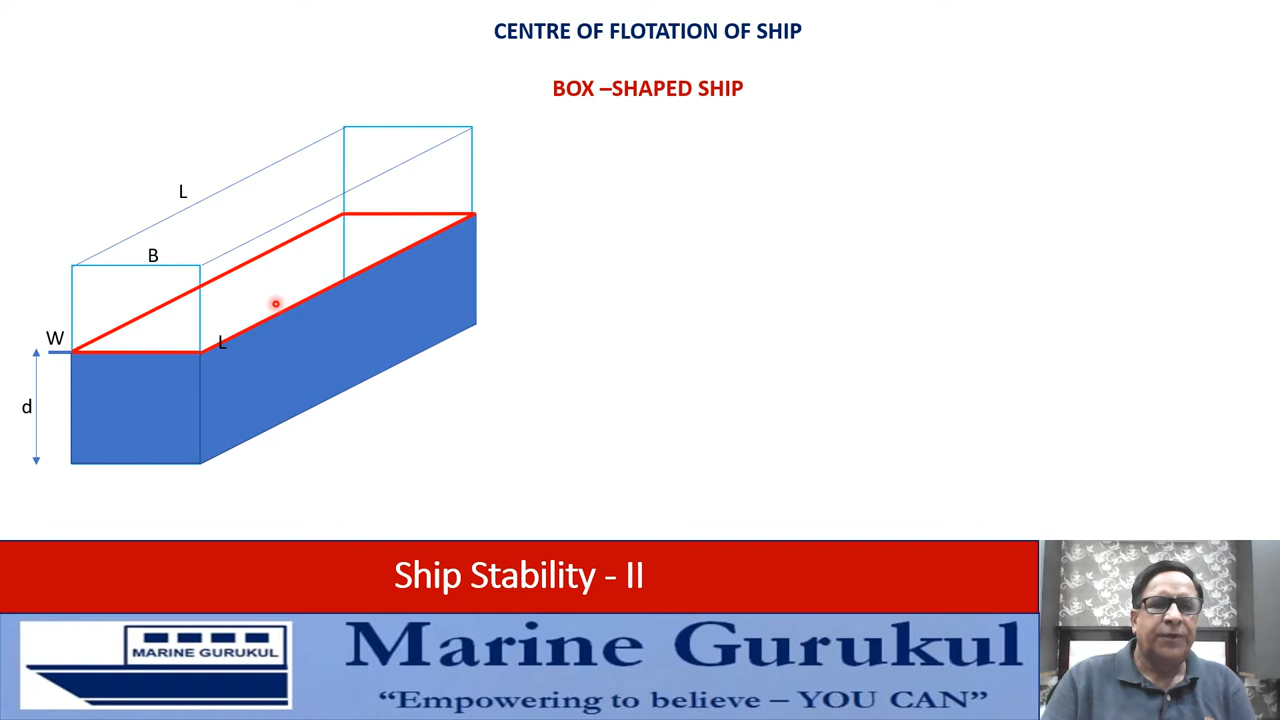 CENTRE OF FLOTATION OF SHIP
BOX –SHAPED SHIP
L
B
W
L
d
Ship Stability - II
MARINE GURUKUL
Marine Gurukul
“Empowering to believe – YOU CAN”